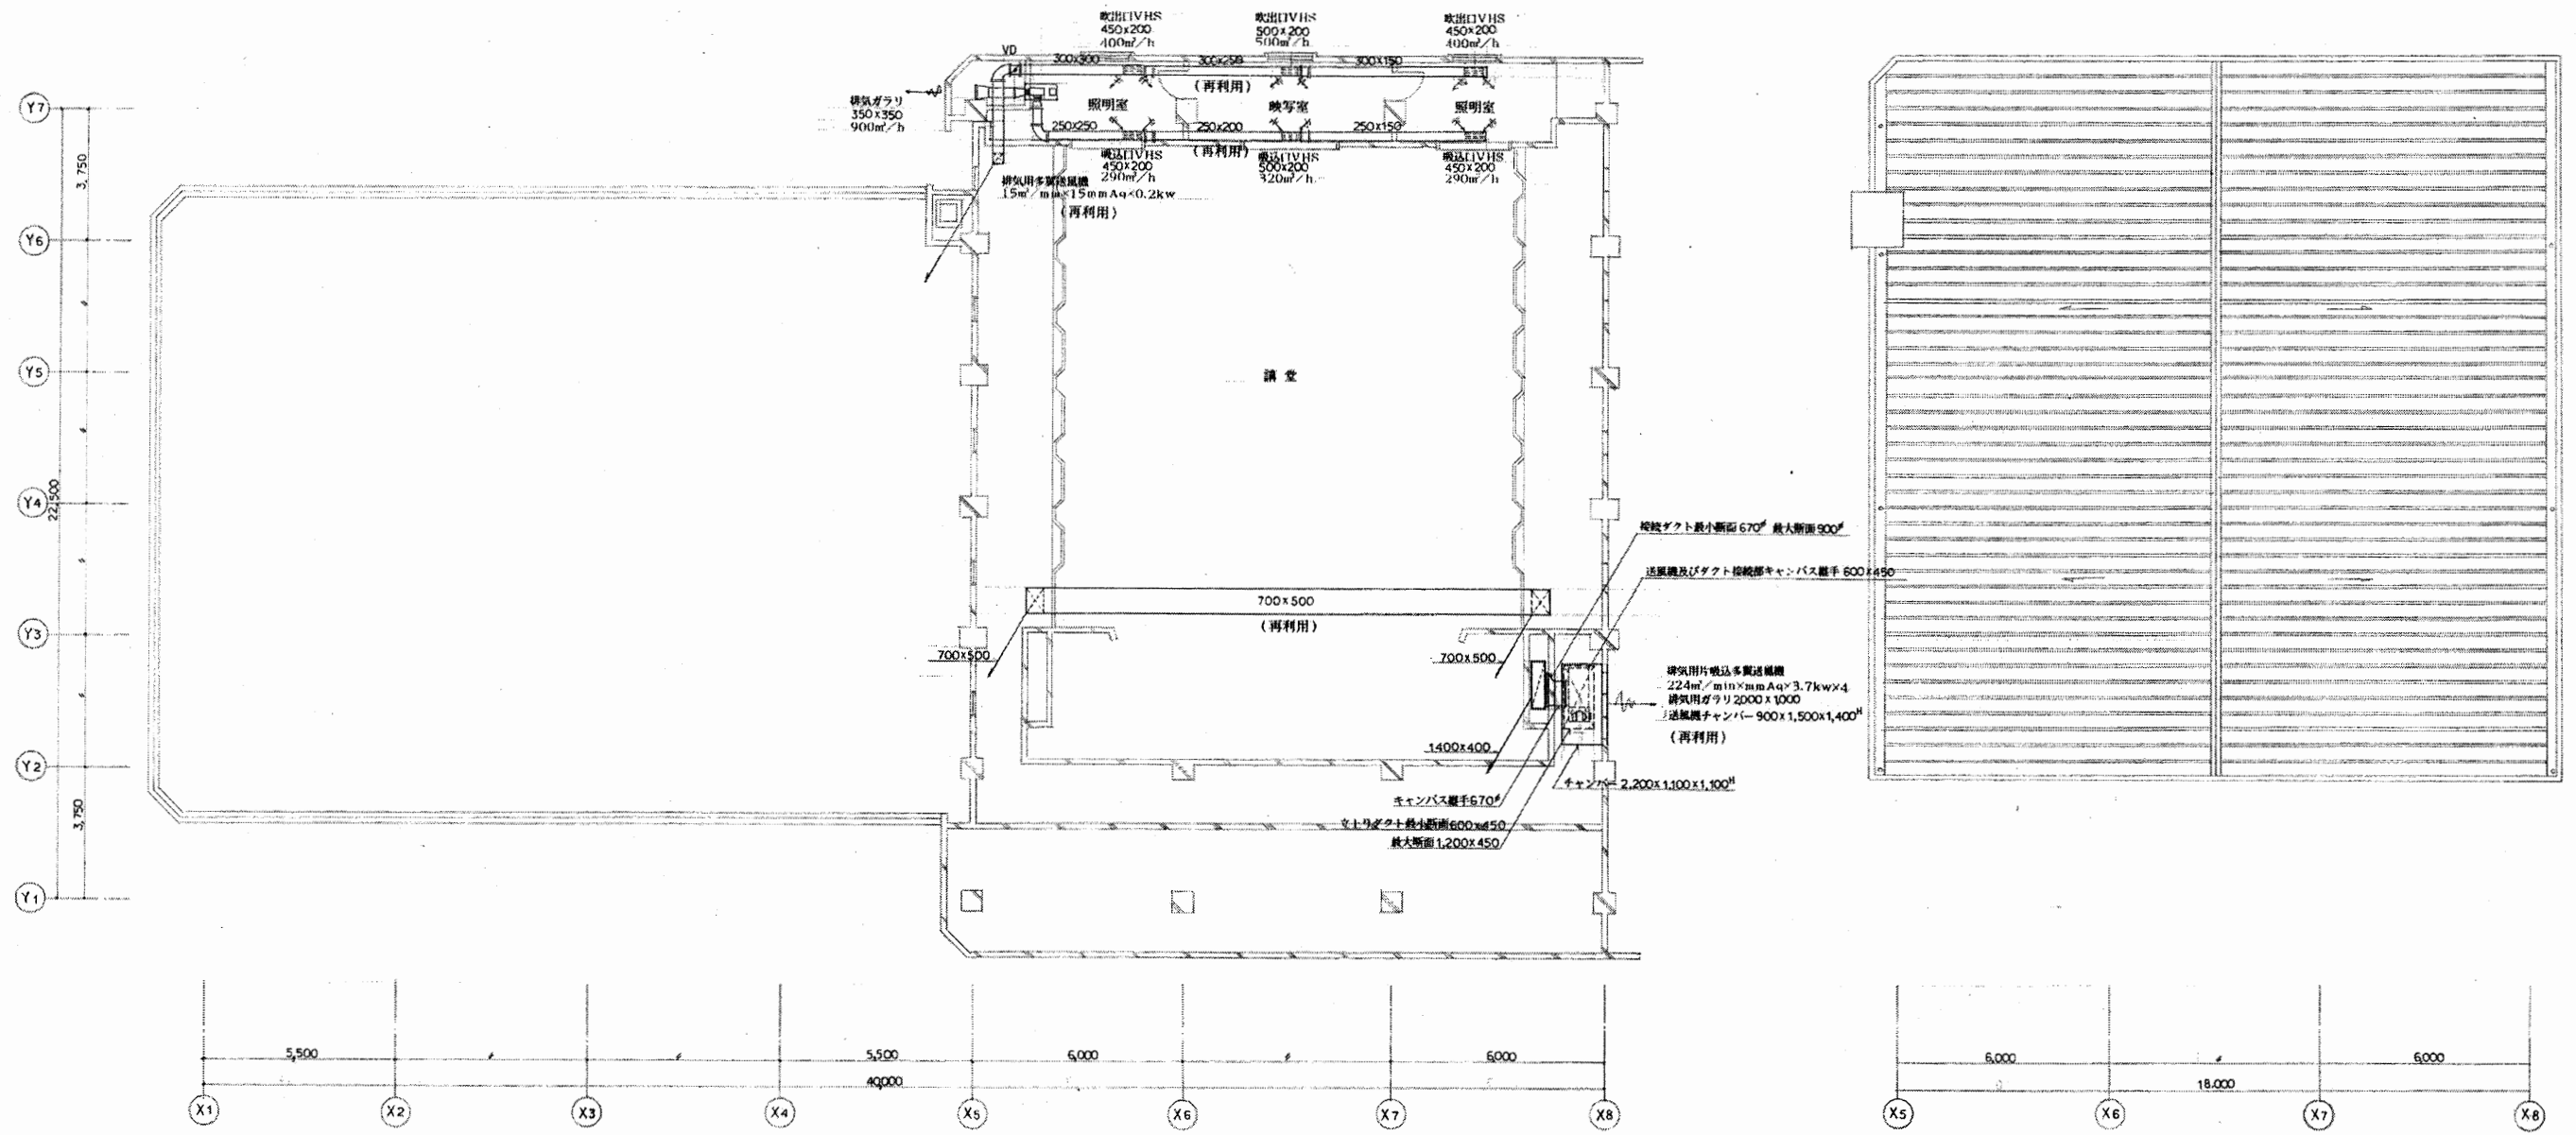 吹出口VHS
450x200
400㎥/h
吹出口VHS
500x200
500㎥/h
吹出口VHS
450x200
400㎥/h
VD
300x300
300x250
300x150
(再利用)
排気ガラリ
350x350
900㎥/h
照明室
映写室
照明室
250x250
250x200
250x150
(再利用)
吸込口VHS
450x200
290㎥/h
吸込口VHS
500x200
320㎥/h
吸込口VHS
450x200
290㎥/h
排気用多翼送風機
15㎥/min×15mmAq×0.2kw
(再利用)
講堂
接続ダクト最小断面670φ 最大断面900φ
送風機及びダクト接続部キャンバス継手 600x450
700x500
(再利用)
700x500
700x500
排気用片吸込多翼送風機
224㎥/min×mmAq×3.7kw×4
排気用ガラリ2,000x1,000
送風機チャンバー 900x1,500x1,400H
(再利用)
1400x400
チャンバー 2,200x1,100x1,100H
キャンバス継手670φ
立上りダクト最小断面600x450
最大断面1,200x450
Y7
Y6
Y5
Y4
Y3
Y2
Y1
3,750
22,500
3,750
5,500
5,500
6,000
6,000
40,000
X1
X2
X3
X4
X5
X6
X7
X8
6,000
6,000
18,000
X5
X6
X7
X8